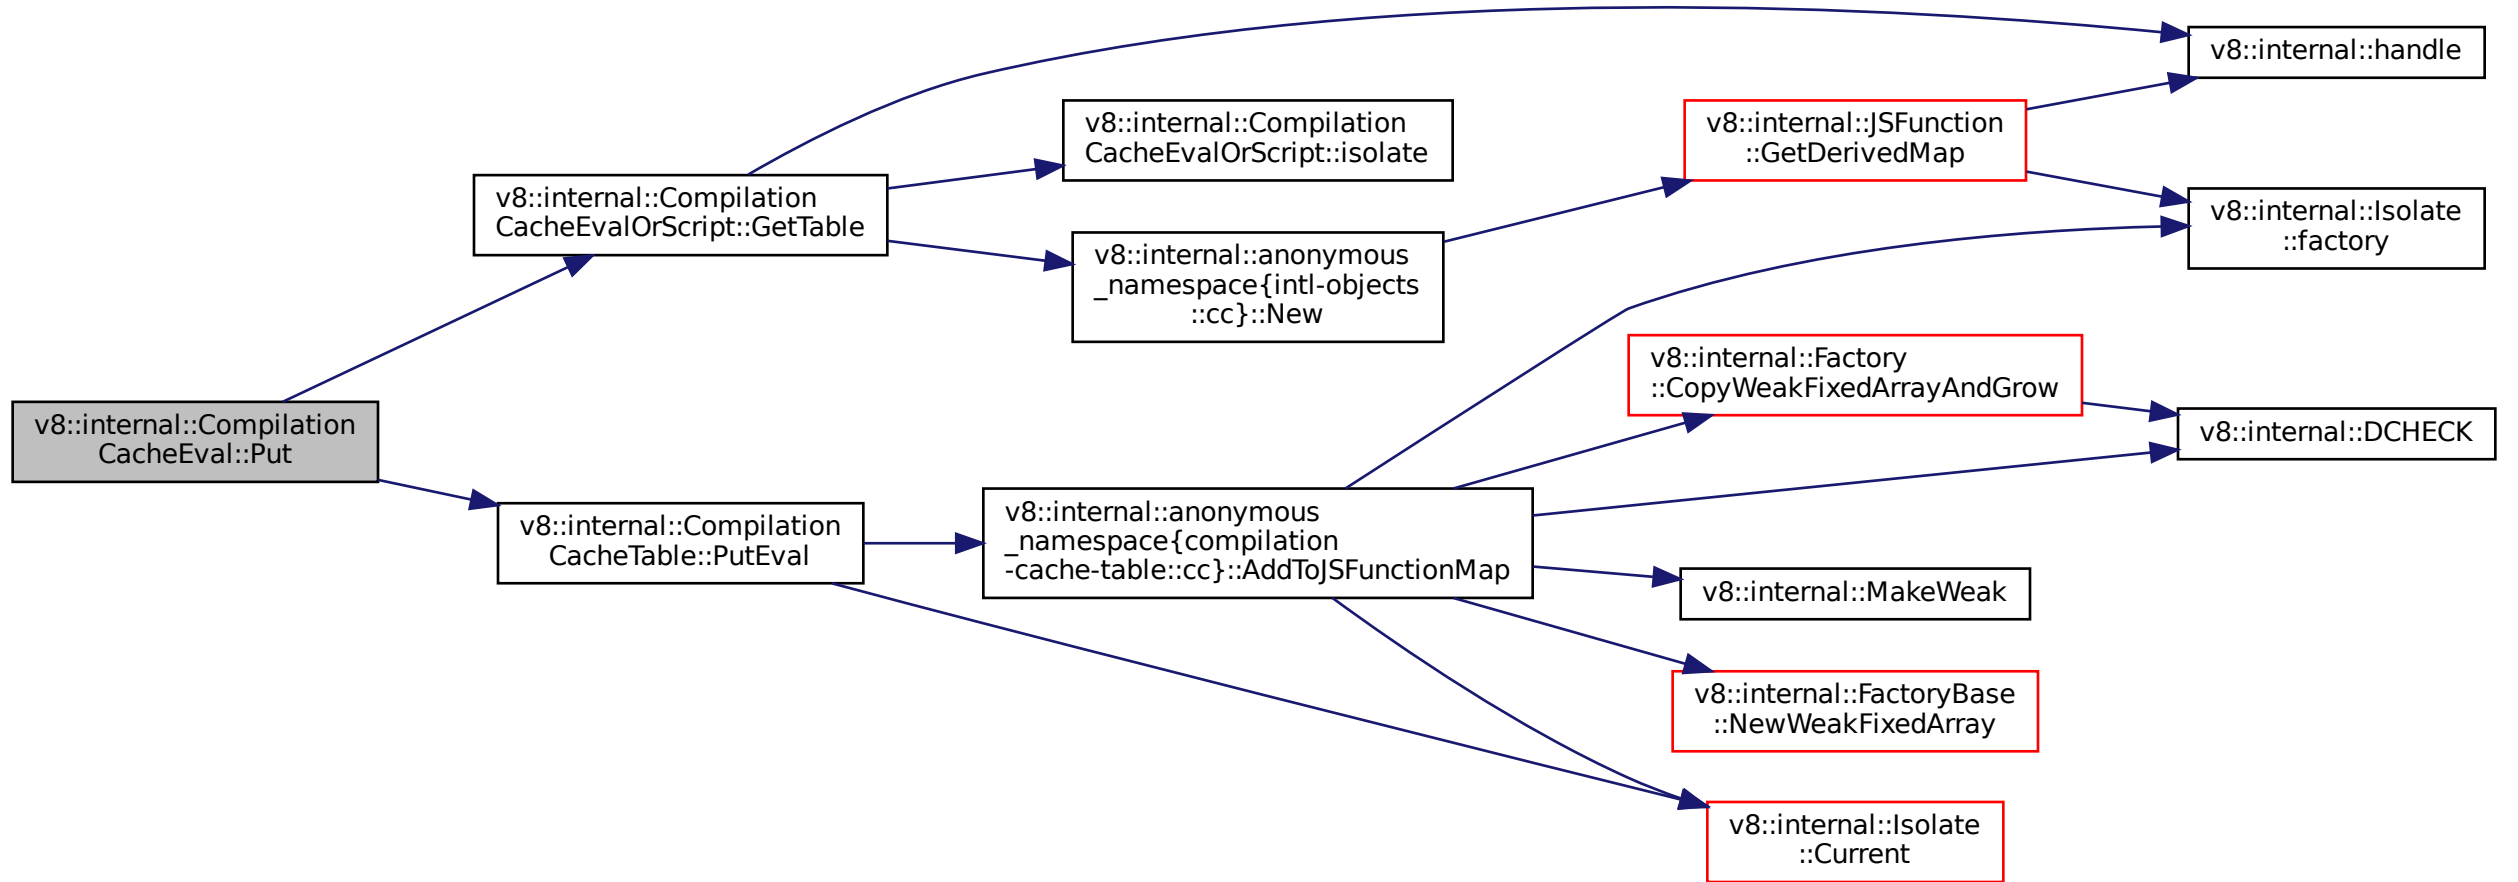 v8::internal::Compilation
CacheEval::Put
v8::internal::Compilation
CacheEvalOrScript::GetTable
v8::internal::Compilation
CacheTable::PutEval
v8::internal::Compilation
CacheEvalOrScript::isolate
v8::internal::anonymous
_namespace{intl-objects
::cc}::New
v8::internal::anonymous
_namespace{compilation
-cache-table::cc}::AddToJSFunctionMap
v8::internal::JSFunction
::GetDerivedMap
v8::internal::Factory
::CopyWeakFixedArrayAndGrow
v8::internal::MakeWeak
v8::internal::FactoryBase
::NewWeakFixedArray
v8::internal::Isolate
::Current
v8::internal::handle
v8::internal::Isolate
::factory
v8::internal::DCHECK